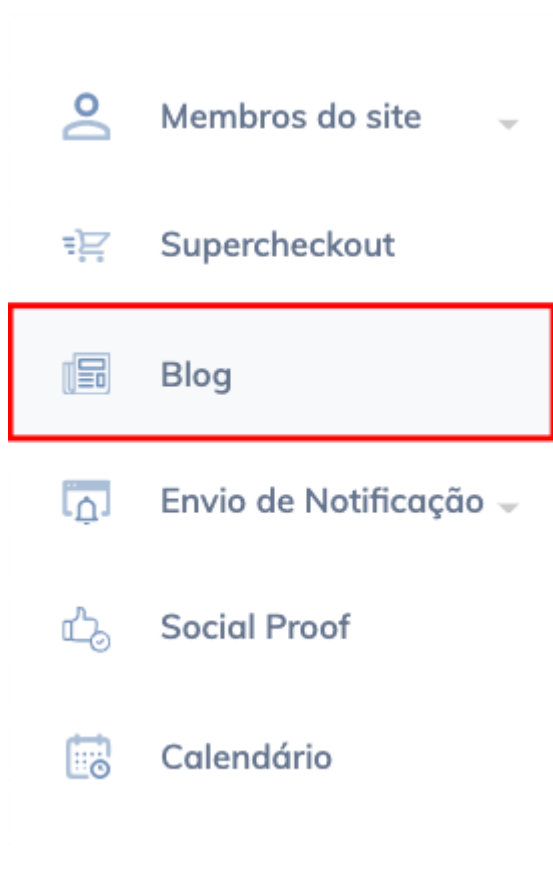 Membros do site
Supercheckout
Blog
Envio de Notificação
Social Proof
Calendário